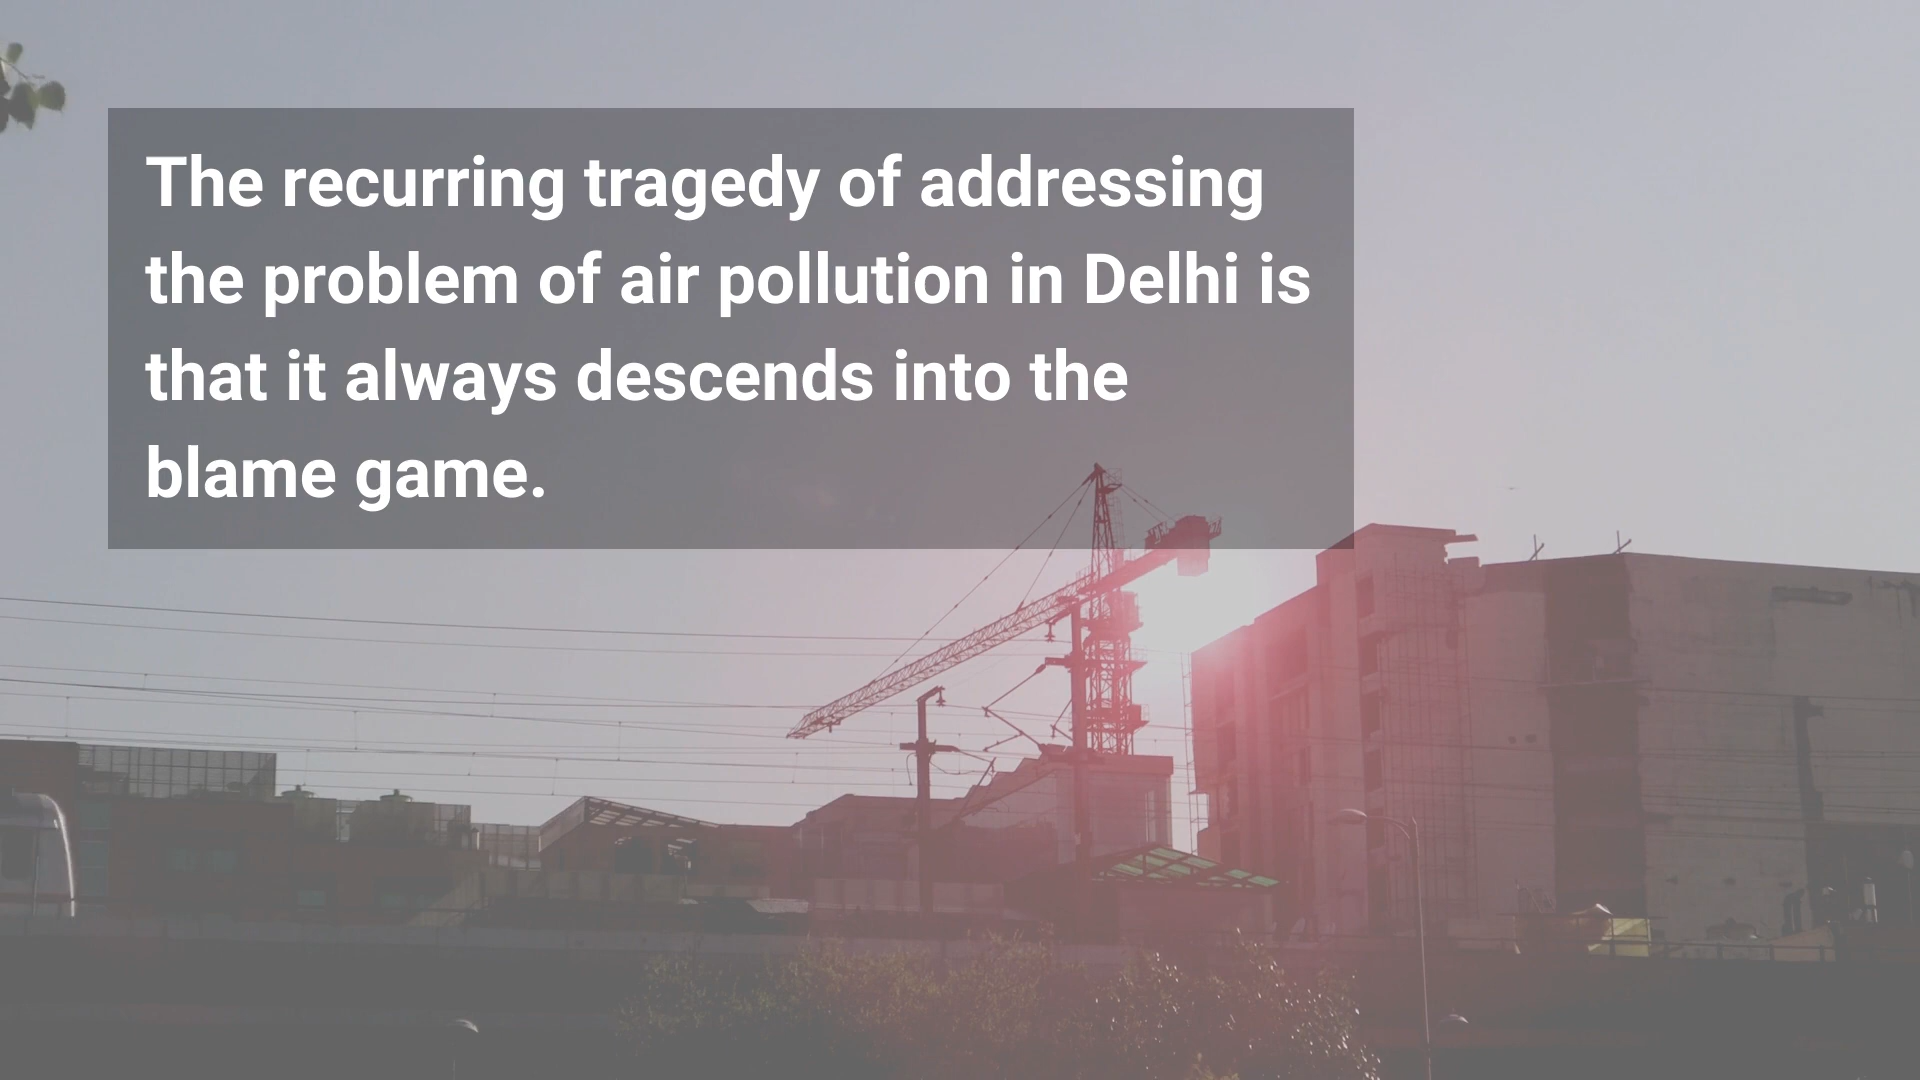 The recurring tragedy of addressing
the problem of air pollution in Delhi is
that it always descends into the
blame game.